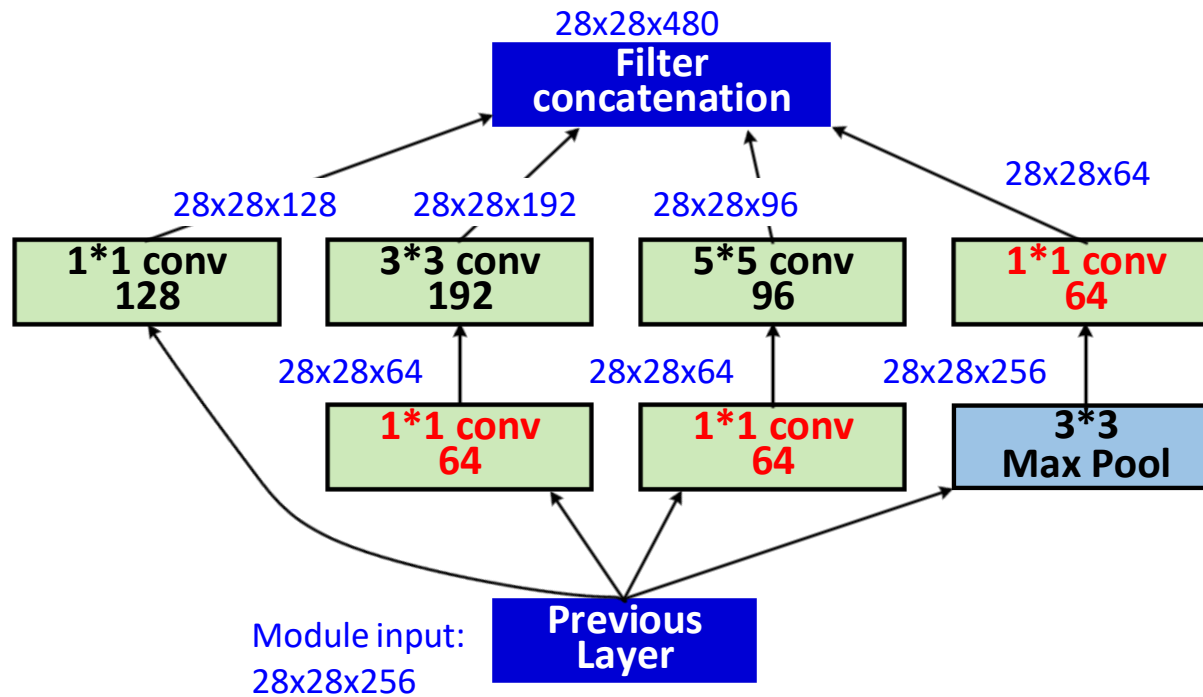 28x28x480
Filter
concatenation
28x28x128
28x28x192
28x28x96
28x28x64
1*1 conv
128
3*3 conv
192
5*5 conv
96
1*1 conv
64
28x28x64
28x28x64
28x28x256
1*1 conv
64
1*1 conv
64
3*3
Max Pool
Module input:
28x28x256
Previous
Layer